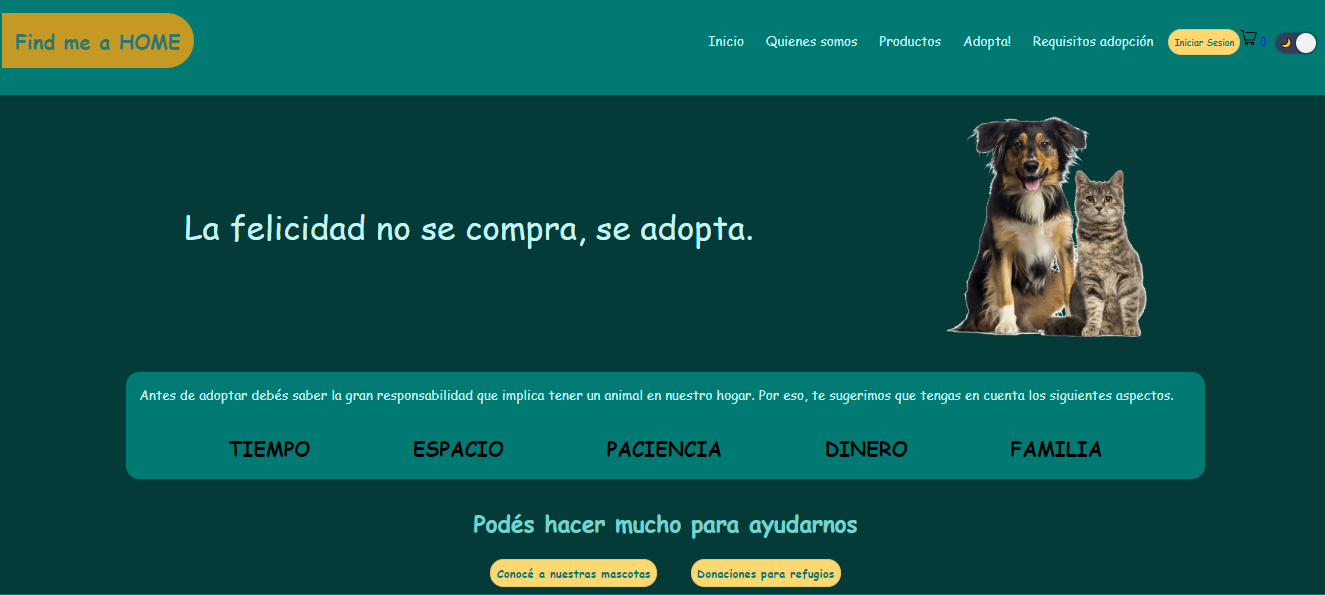 Find me a HOME
Inicio Quienes somos Productos Adopta! Requisitos adopción Iniciar Sesion 0
La felicidad no se compra, se adopta.
Antes de adoptar debés saber la gran responsabilidad que implica tener un animal en nuestro hogar. Por eso, te sugerimos que tengas en cuenta los siguientes aspectos.
TIEMPO ESPACIO PACIENCIA DINERO FAMILIA
Podés hacer mucho para ayudarnos
Conocé a nuestras mascotas Donaciones para refugios